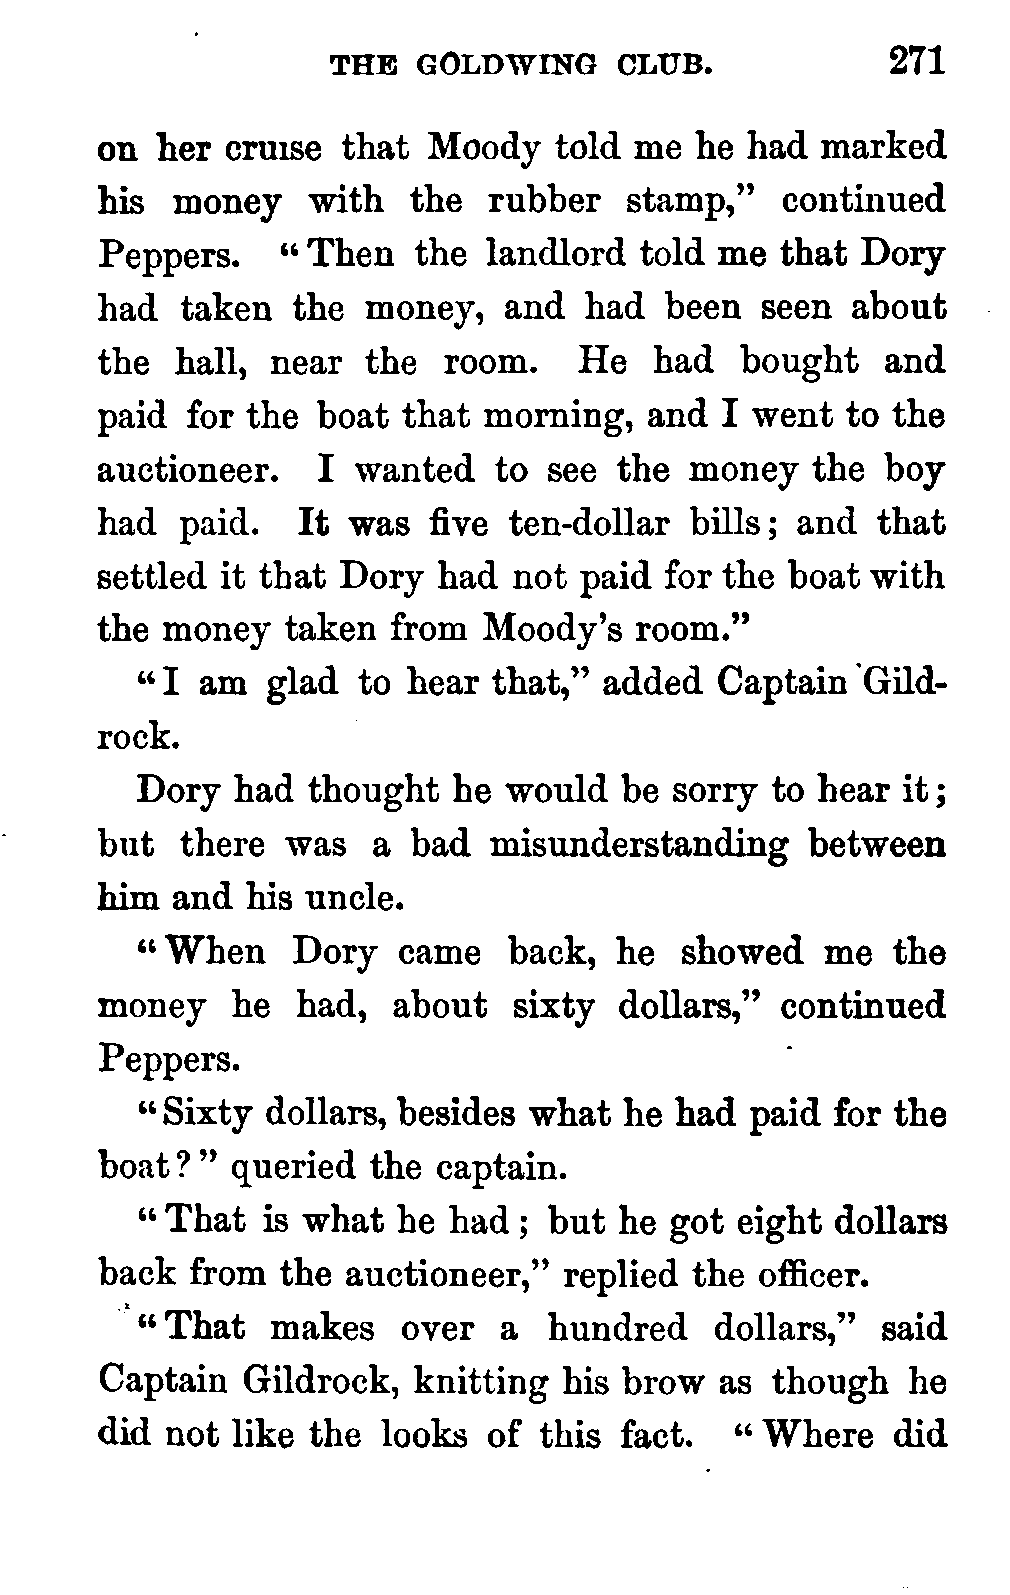 THE GOLDWING CLUB. 271
on her cruise that Moody told me he had marked
his money with the rubber stamp,” continued
Peppers. “Then the landlord told me that Dory
had taken the money, and had been seen about
the hall, near the room. He had bought and
paid for the boat that morning, and I went to the
auctioneer. I wanted to see the money the boy
had paid. It was five ten-dollar bills; and that
settled it that Dory had not paid for the boat with
the money taken from Moody’s room.”
“I am glad to hear that,” added Captain Gild-
rock.
Dory had thought he would be sorry to hear it;
but there was a bad misunderstanding between
him and his uncle.
“When Dory came back, he showed me the
money he had, about sixty dollars,” continued
Peppers.
“Sixty dollars, besides what he had paid for the
boat?” queried the captain.
“That is what he had; but he got eight dollars
back from the auctioneer,” replied the officer.
“That makes over a hundred dollars,” said
Captain Gildrock, knitting his brow as though he
did not like the looks of this fact. “Where did